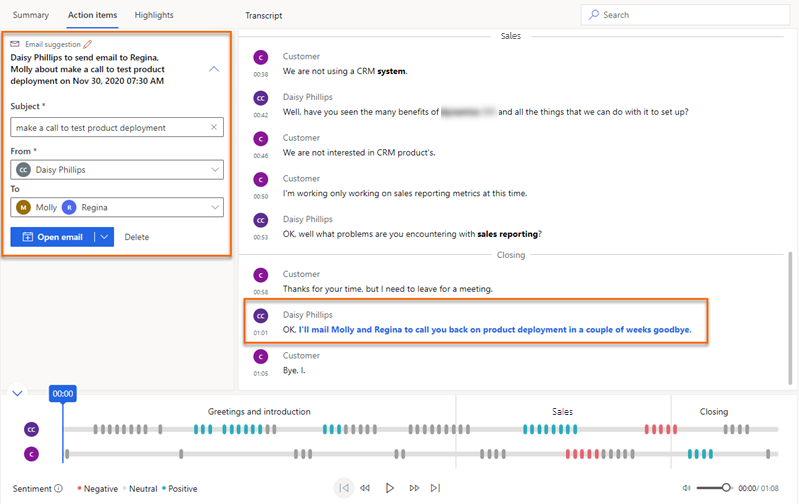 Summary Action items Highlights Transcript Search
Email suggestion
Daisy Phillips to send email to Regina,
Molly about make a call to test product
deployment on Nov 30, 2020 07:30 AM
Subject *
make a call to test product deployment
From *
CC Daisy Phillips
To
M Molly R Regina
Open email Delete
Sales
C Customer
00:38 We are not using a CRM system.
CC Daisy Phillips
00:42 Well, have you seen the many benefits of and all the things that we can do with it to set up?
C Customer
00:46 We are not interested in CRM product's.
C Customer
00:50 I'm working only on sales reporting metrics at this time.
CC Daisy Phillips
00:53 OK, well what problems are you encountering with sales reporting?
Closing
C Customer
00:58 Thanks for your time, but I need to leave for a meeting.
CC Daisy Phillips
01:01 OK, I'll mail Molly and Regina to call you back on product deployment in a couple of weeks goodbye.
C Customer
01:05 Bye, I.
00:00
Greetings and introduction Sales Closing
CC
C
Sentiment Negative Neutral Positive 00:00/ 01:08